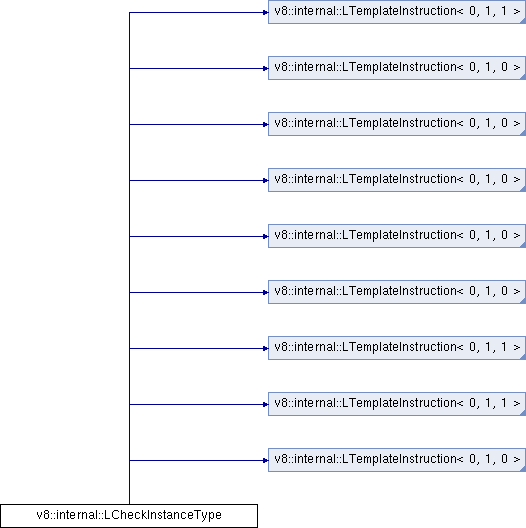 v8::internal::LTemplateInstruction< 0, 1, 1 >
v8::internal::LTemplateInstruction< 0, 1, 0 >
v8::internal::LTemplateInstruction< 0, 1, 0 >
v8::internal::LTemplateInstruction< 0, 1, 0 >
v8::internal::LTemplateInstruction< 0, 1, 0 >
v8::internal::LTemplateInstruction< 0, 1, 0 >
v8::internal::LTemplateInstruction< 0, 1, 1 >
v8::internal::LTemplateInstruction< 0, 1, 1 >
v8::internal::LTemplateInstruction< 0, 1, 0 >
v8::internal::LCheckInstanceType